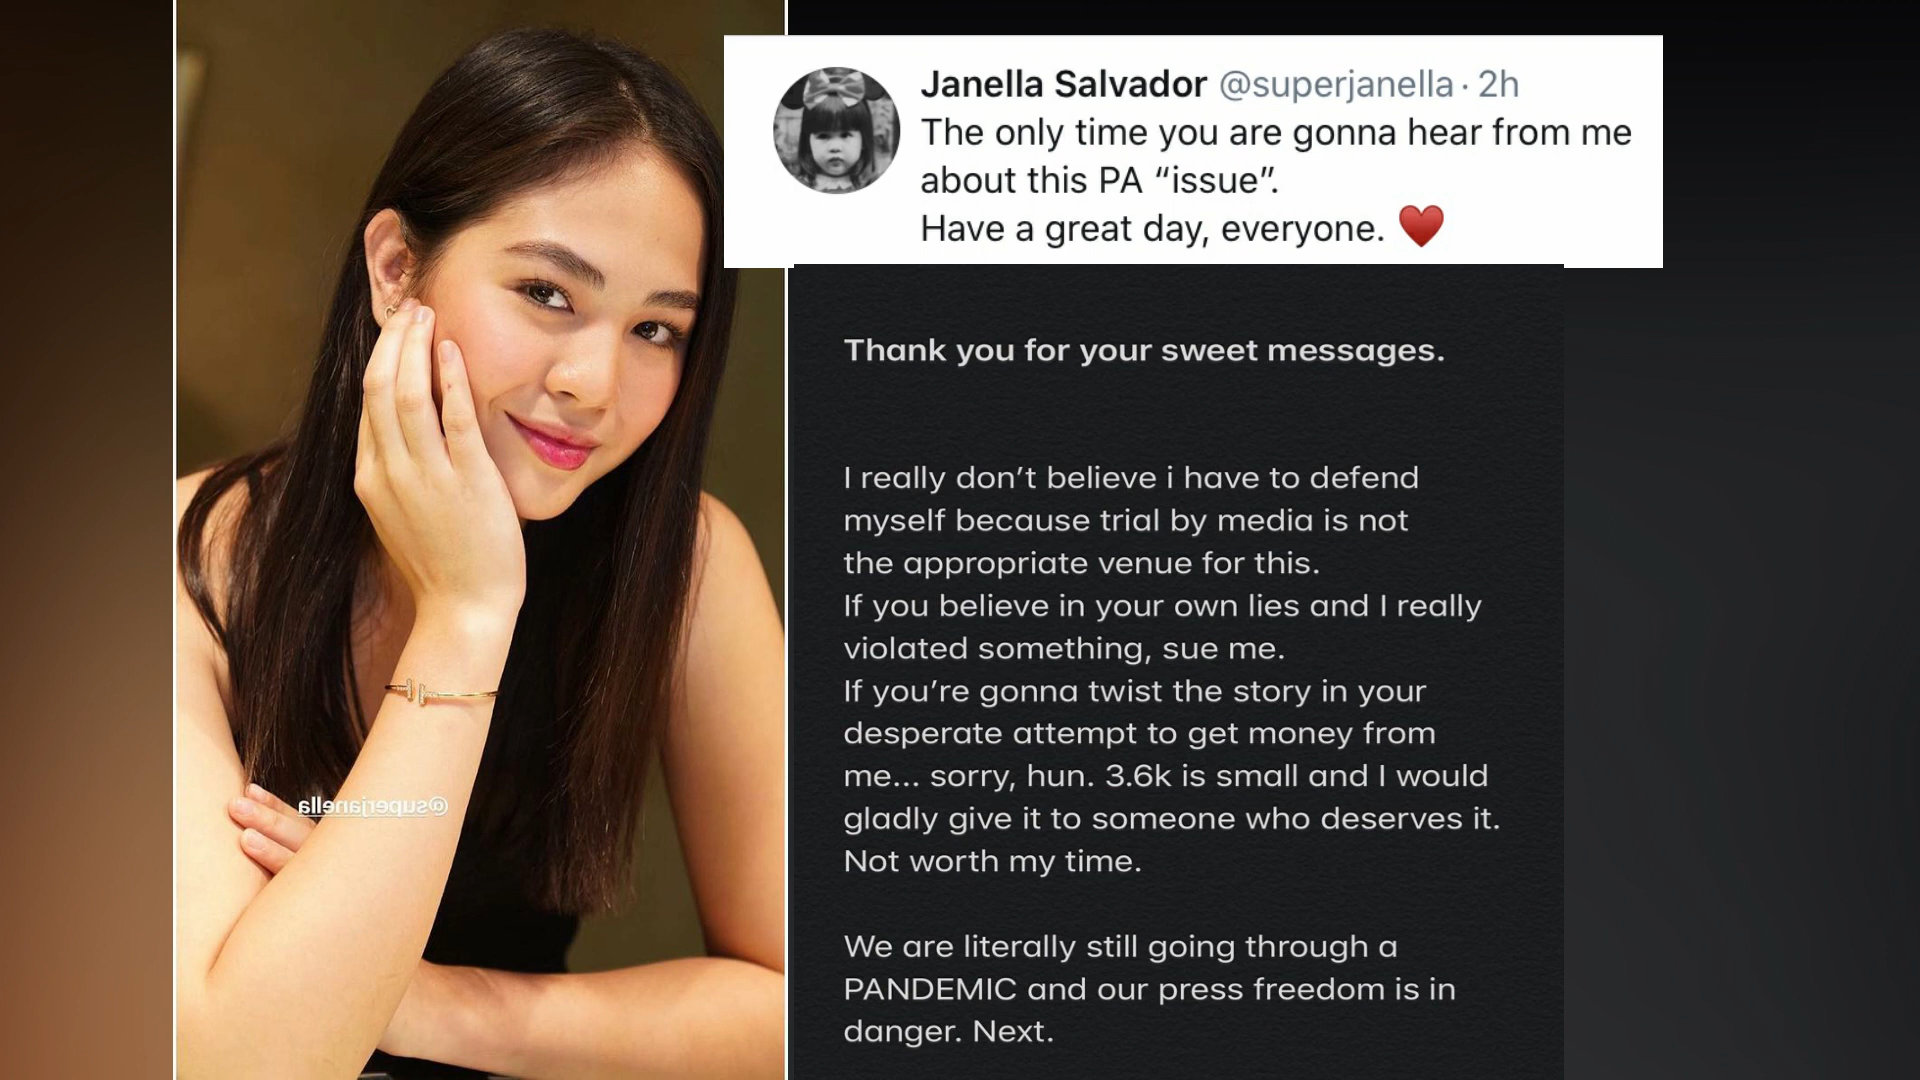 Janella Salvador @superjanella · 2h
The only time you are gonna hear from me
about this PA “issue”.
Have a great day, everyone. ♥️
Thank you for your sweet messages.
I really don’t believe i have to defend
myself because trial by media is not
the appropriate venue for this.
If you believe in your own lies and I really
violated something, sue me.
If you’re gonna twist the story in your
desperate attempt to get money from
me... sorry, hun. 3.6k is small and I would
gladly give it to someone who deserves it.
Not worth my time.
We are literally still going through a
PANDEMIC and our press freedom is in
danger. Next.
@superjanella